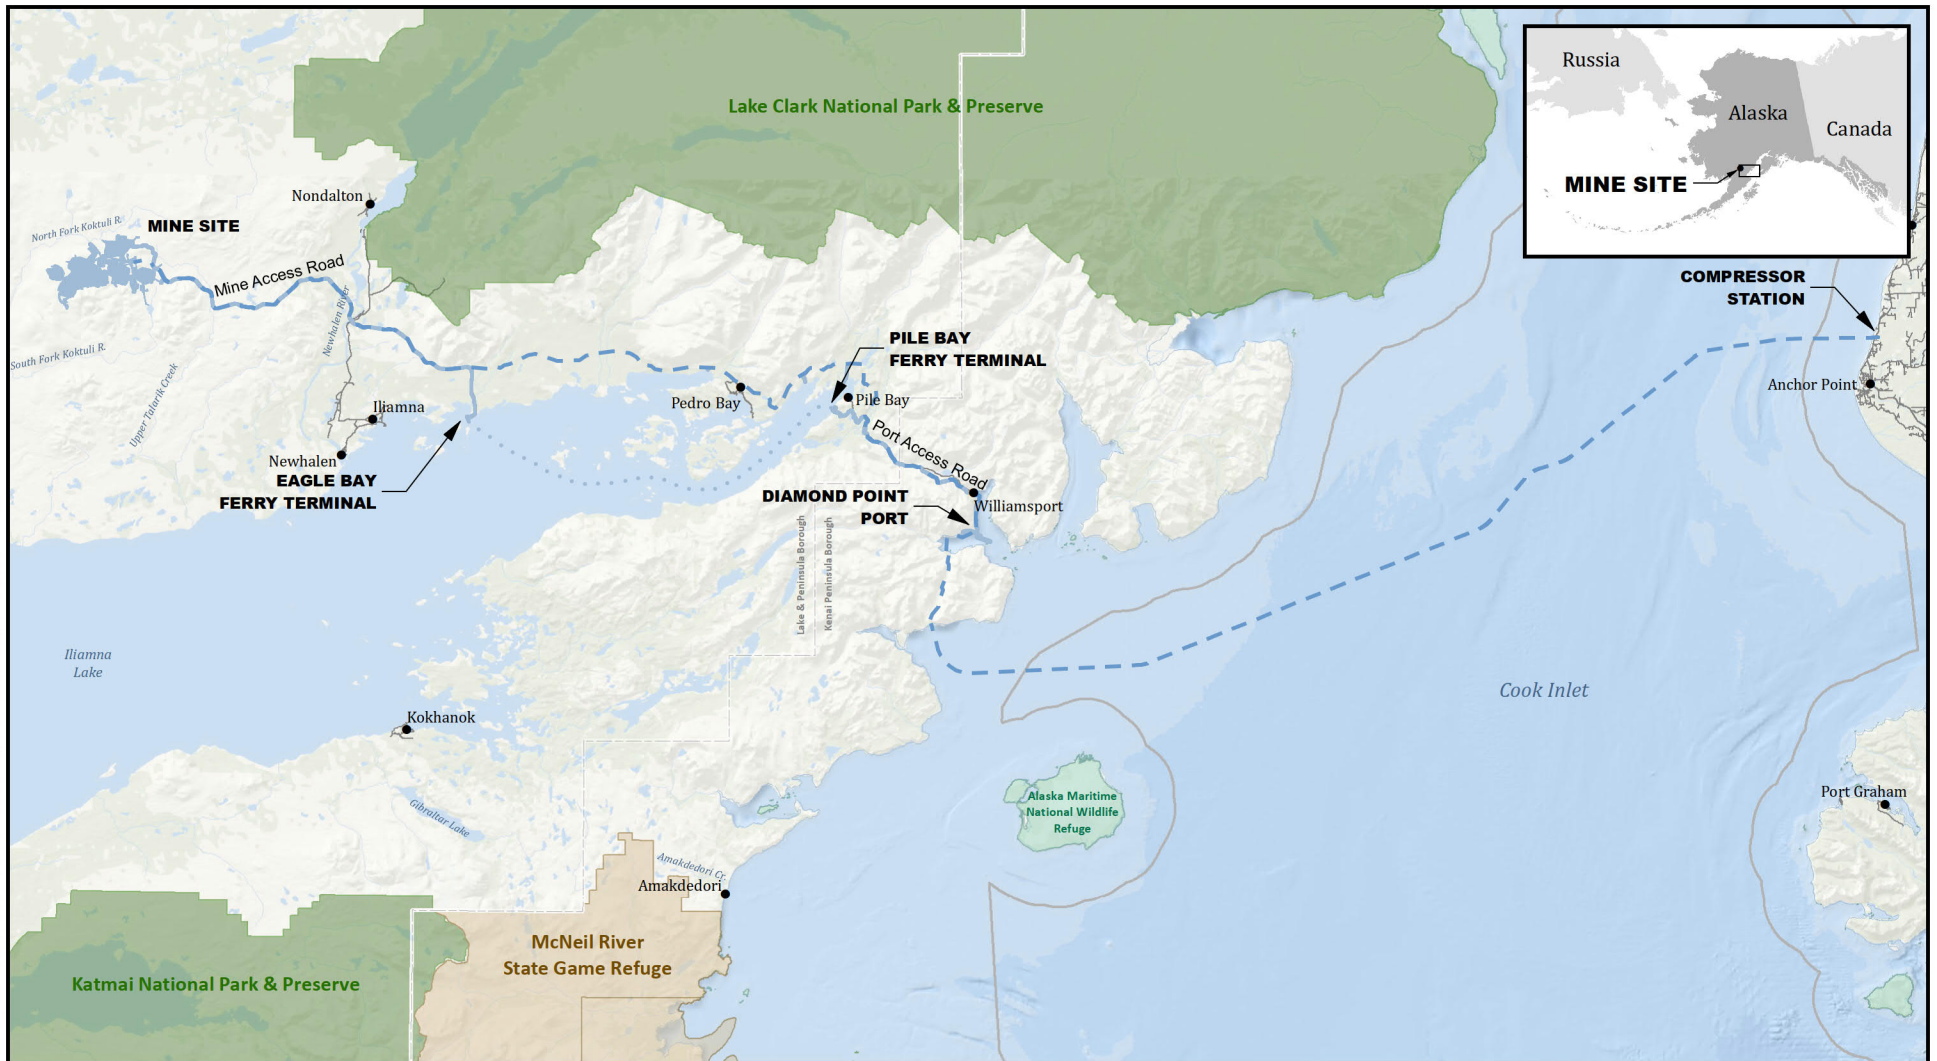 Russia
Alaska
Canada
MINE SITE
Lake Clark National Park & Preserve
Nondalton
North Fork Koktuli R.
MINE SITE
Mine Access Road
COMPRESSOR
STATION
Newhalen River
South Fork Koktuli R.
Upper Talarik Creek
PILE BAY
FERRY TERMINAL
Anchor Point
Pedro Bay
Pile Bay
Iliamna
Port Access Road
Newhalen
EAGLE BAY
FERRY TERMINAL
DIAMOND POINT
PORT
Williamsport
Lake & Peninsula Borough
Kenai Peninsula Borough
Iliamna
Lake
Cook Inlet
Kokhanok
Gibraltar Lake
Alaska Maritime
National Wildlife
Refuge
Port Graham
Amakdedori Cr.
Amakdedori
McNeil River
State Game Refuge
Katmai National Park & Preserve